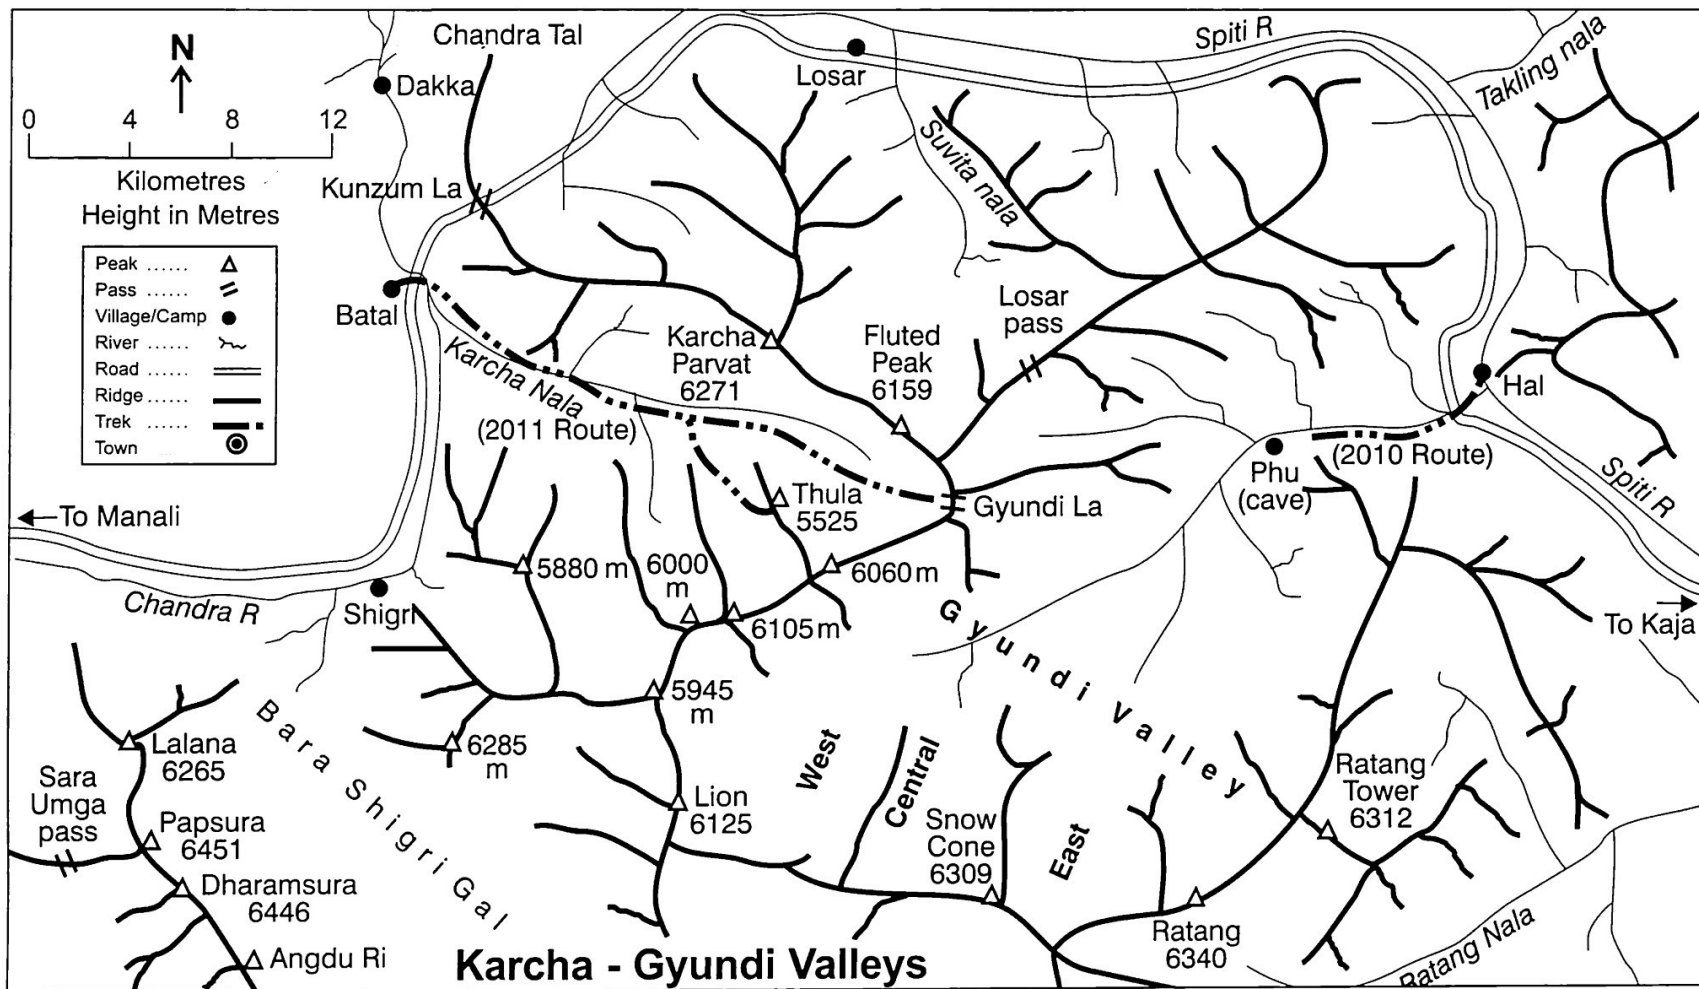 N
0 4 8 12
Kilometres
Height in Metres
Peak ......
Pass ......
Village/Camp
River ......
Road ......
Ridge ......
Trek ......
Town
Chandra Tal
Dakka
Losar
Spiti R
Takling nala
Kunzum La
Suvita nala
Batal
Karcha
Parvat
6271
Fluted
Peak
6159
Losar
pass
Karcha Nala
(2011 Route)
Hal
Phu
(cave)
(2010 Route)
Spiti R
Thula
5525
Gyundi La
To Manali
5880 m
6000
m
6060 m
6105 m
Chandra R
Shigri
To Kaja
Gyundi Valley
5945
m
6285
m
Bara Shigri Gal
Lalana
6265
Sara
Umga
pass
Papsura
6451
Dharamsura
6446
Angdu Ri
Lion
6125
West
Central
East
Snow
Cone
6309
Ratang
Tower
6312
Ratang
6340
Ratang Nala
Karcha - Gyundi Valleys